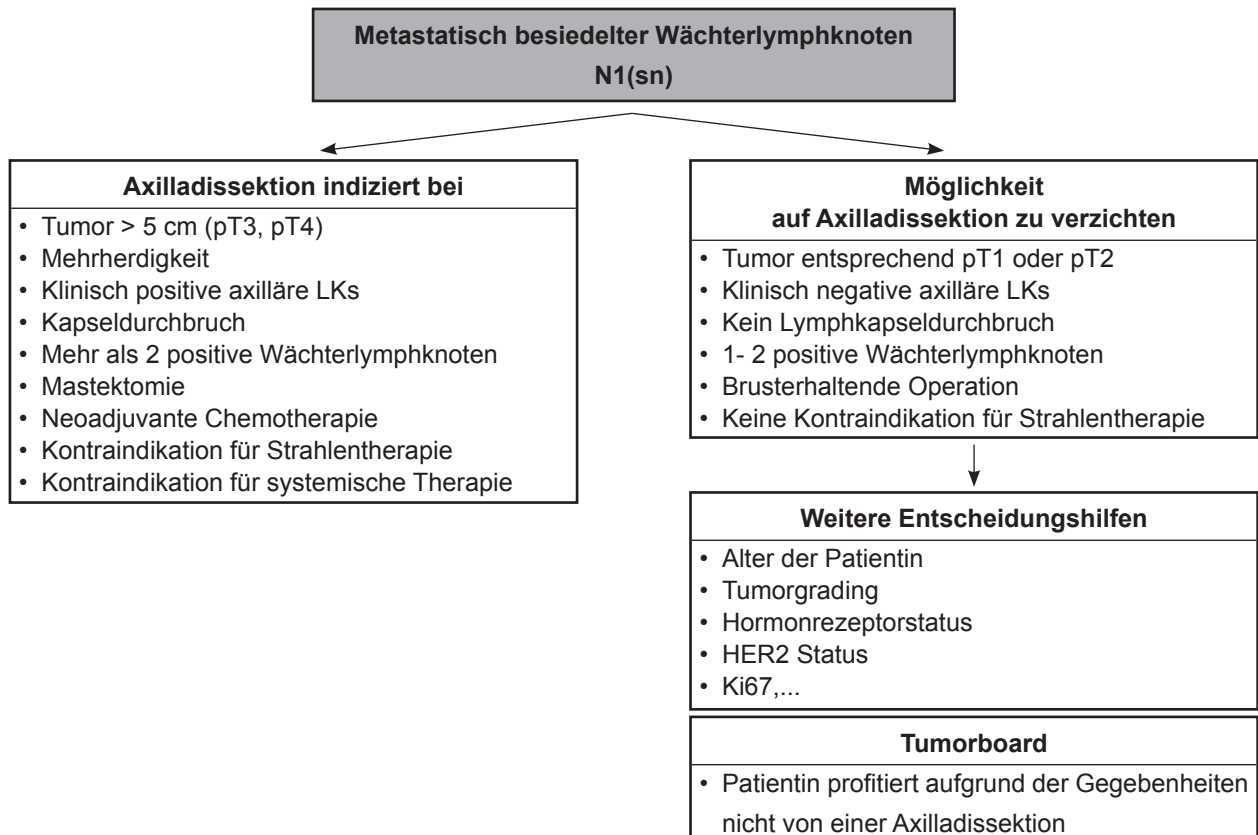 Metastatisch besiedelter Wächterlymphknoten
N1(sn)
Axilladissektion indiziert bei
• Tumor > 5 cm (pT3, pT4)
• Mehrherdigkeit
• Klinisch positive axilläre LKs
• Kapseldurchbruch
• Mehr als 2 positive Wächterlymphknoten
• Mastektomie
• Neoadjuvante Chemotherapie
• Kontraindikation für Strahlentherapie
• Kontraindikation für systemische Therapie
Möglichkeit
auf Axilladissektion zu verzichten
• Tumor entsprechend pT1 oder pT2
• Klinisch negative axilläre LKs
• Kein Lymphkapseldurchbruch
• 1- 2 positive Wächterlymphknoten
• Brusterhaltende Operation
• Keine Kontraindikation für Strahlentherapie
Weitere Entscheidungshilfen
• Alter der Patientin
• Tumorgrading
• Hormonrezeptorstatus
• HER2 Status
• Ki67,...
Tumorboard
• Patientin profitiert aufgrund der Gegebenheiten
nicht von einer Axilladissektion